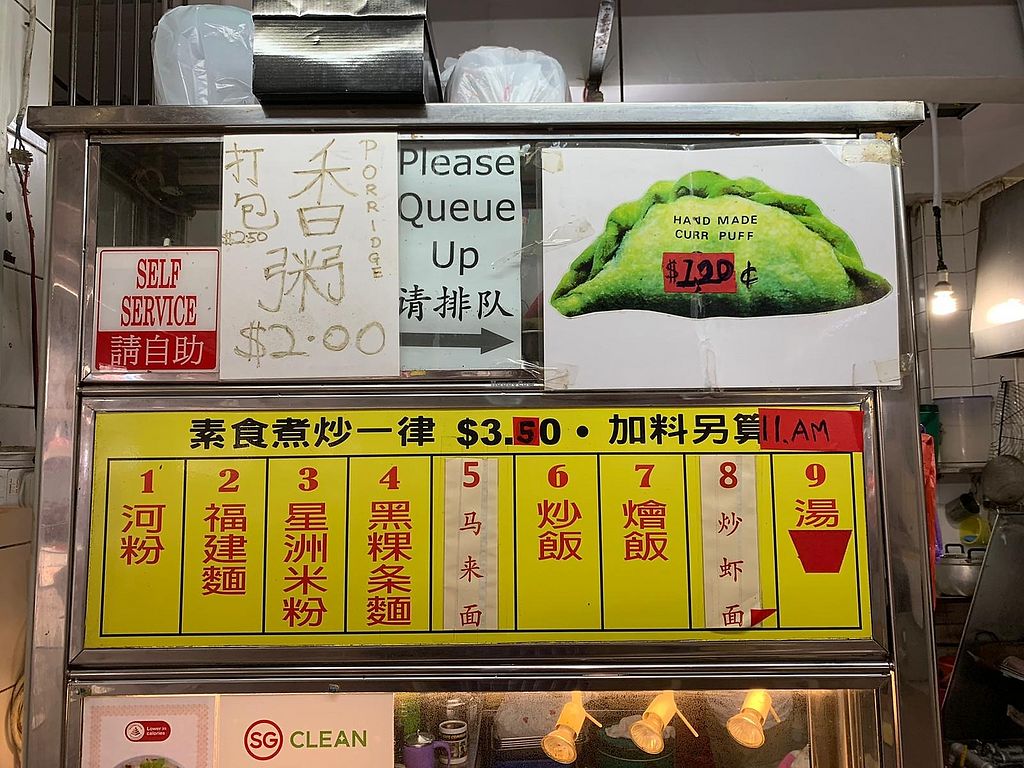 打包
$2.50
香粥
PORRIDGE
$2.00
SELF
SERVICE
請自助
Please
Queue
Up
请排队
HAND MADE
CURR PUFF
$1.20 ¢
素食煮炒一律 $3.50 • 加料另算 11.AM
1 河粉
2 福建麵
3 星洲米粉
4 黑粿条麵
5 马来面
6 炒飯
7 燴飯
8 炒虾面
9 湯
Lower in
calories
SG CLEAN